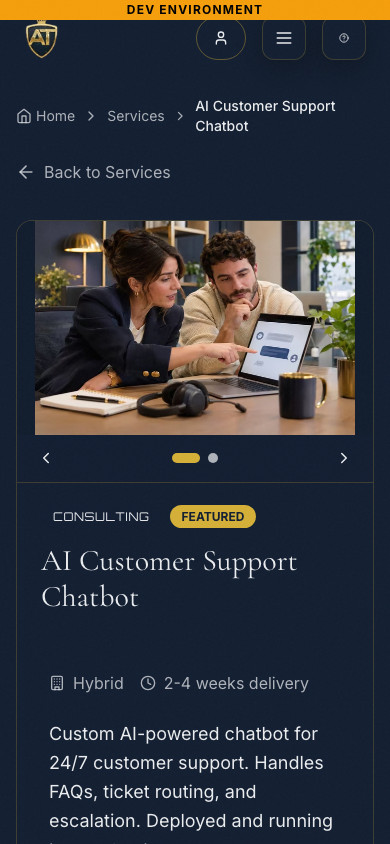 DEV ENVIRONMENT
AT
Home > Services > AI Customer Support
Chatbot
Back to Services
CONSULTING FEATURED
AI Customer Support
Chatbot
Hybrid 2-4 weeks delivery
Custom AI-powered chatbot for
24/7 customer support. Handles
FAQs, ticket routing, and
escalation. Deployed and running